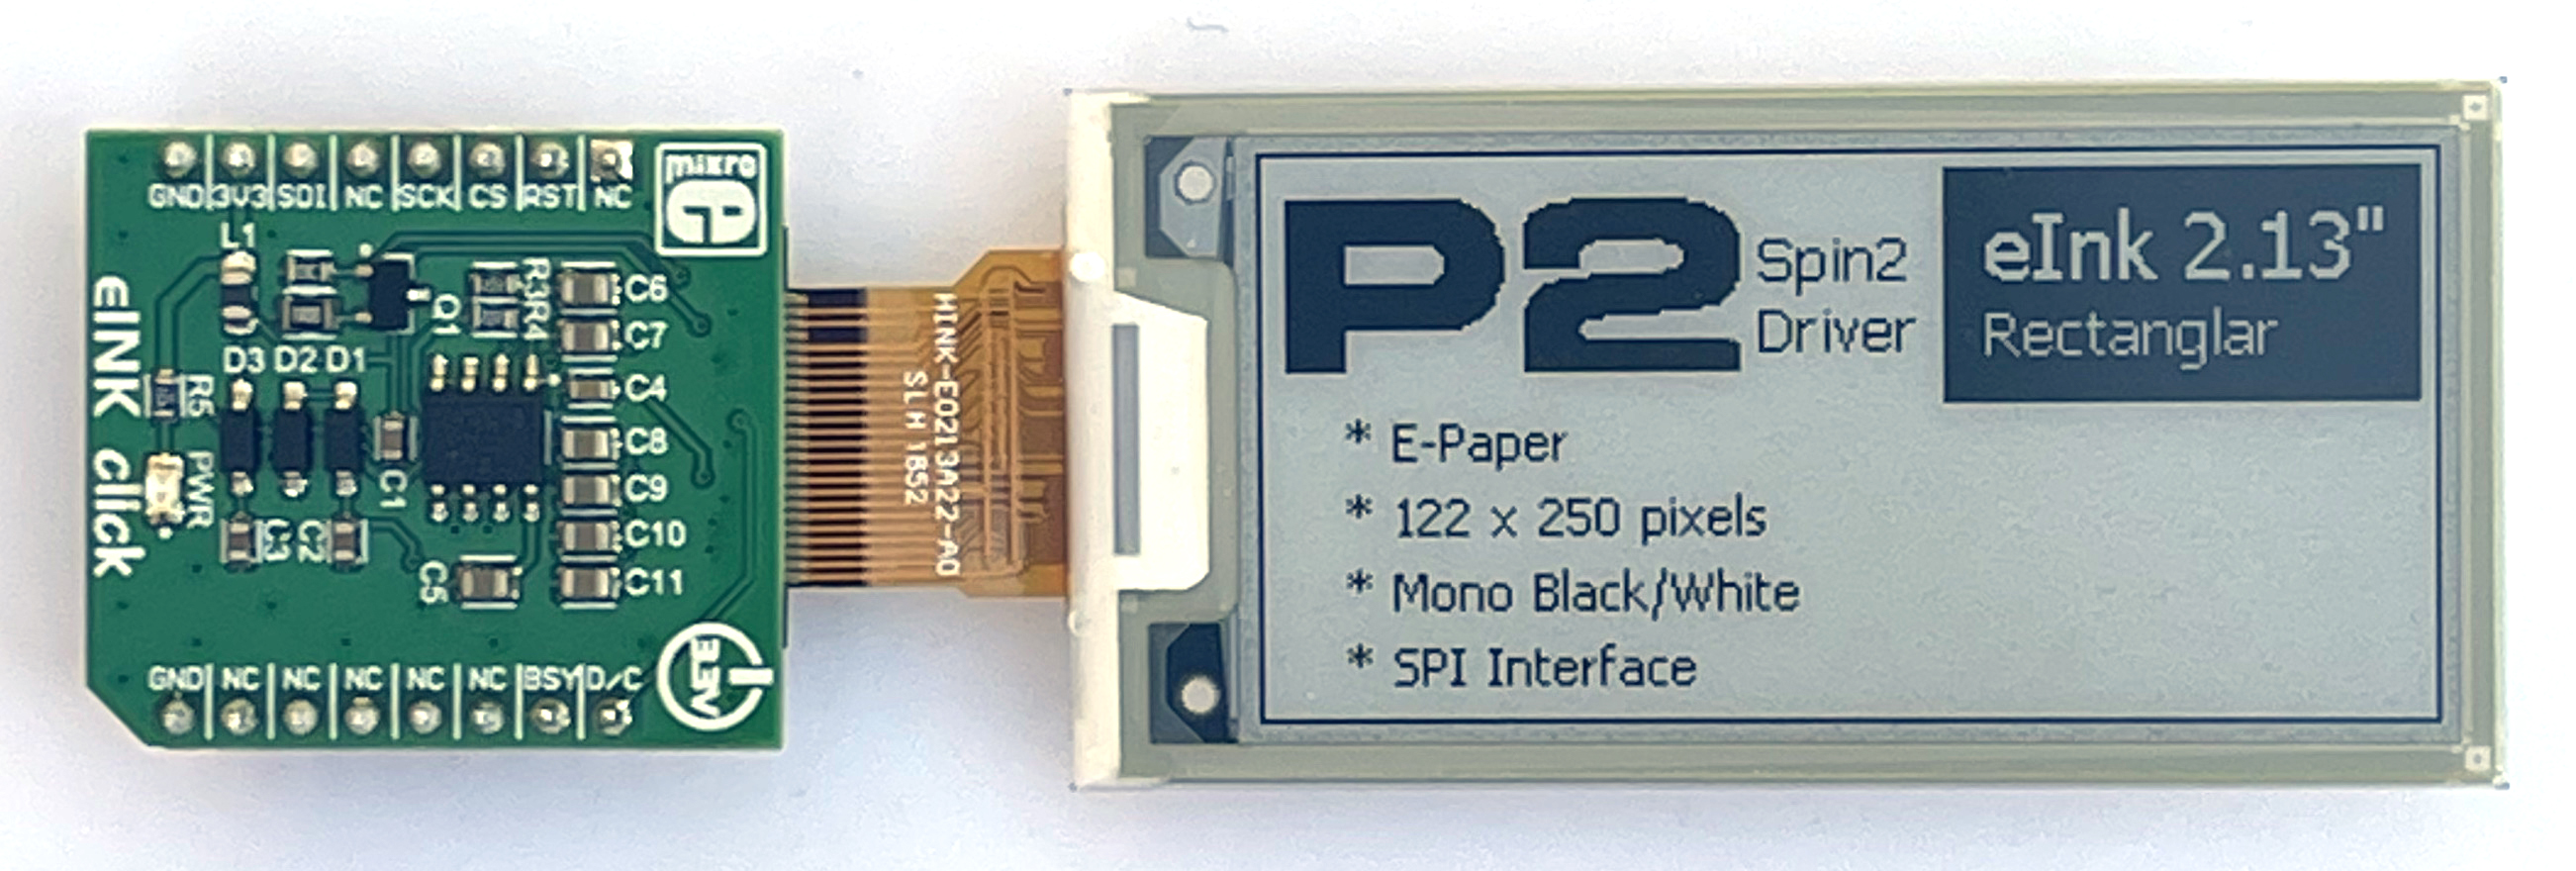 mikro
e
GND 3V3 SDI NC SCK CS RST NC
L1
Q1
R3 R4
C6
C7
C4
C8
C9
C10
C11
D3 D2 D1
R5
PWR
C1
C3 C2
C5
eINK click
GND NC NC NC NC NC BSY D/C
3.3V
HINK-E0213A22-A0
SLH 1852
P2
Spin2
Driver
eInk 2.13"
Rectanglar
* E-Paper
* 122 x 250 pixels
* Mono Black/White
* SPI Interface